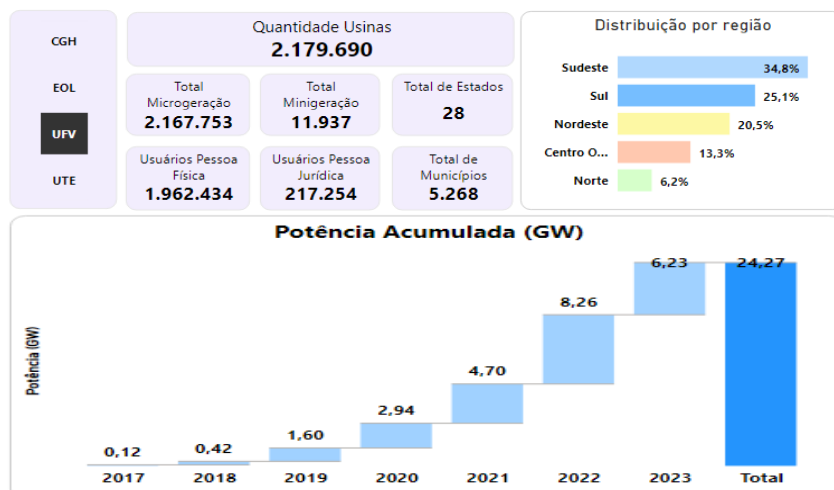 CGH
EOL
UFV
UTE
Quantidade Usinas
2.179.690
Total
Microgeração
2.167.753
Total
Minigeração
11.937
Total de Estados
28
Usuários Pessoa
Física
1.962.434
Usuários Pessoa
Jurídica
217.254
Total de
Municípios
5.268
Distribuição por região
Sudeste 34,8%
Sul 25,1%
Nordeste 20,5%
Centro O... 13,3%
Norte 6,2%
Potência Acumulada (GW)
Potência (GW)
0,12 0,42 1,60 2,94 4,70 8,26 6,23 24,27
2017 2018 2019 2020 2021 2022 2023 Total